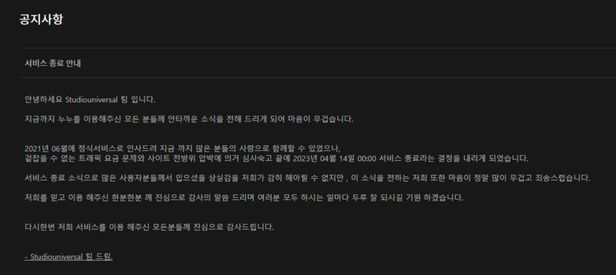 공지사항
서비스 종료 안내
안녕하세요 Studiouniversal 팀 입니다.
지금까지 누누를 이용해주신 모든 분들께 안타까운 소식을 전해 드리게 되어 마음이 무겁습니다.
2021년 06월에 정식서비스로 인사드려 지금 까지 많은 분들의 사랑으로 함께할 수 있었으나,
걷잡을 수 없는 트래픽 요금 문제와 사이트 전방위 압박에 의거 심사숙고 끝에 2023년 04월 14일 00:00 서비스 종료라는 결정을 내리게 되었습니다.
서비스 종료 소식으로 많은 사용자분들께서 입으셨을 상실감을 저희가 감히 헤아릴 수 없지만 , 이 소식을 전하는 저희 또한 마음이 정말 많이 무겁고 죄송스럽습니다.
저희를 믿고 이용 해주신 한분한분 께 진심으로 감사의 말씀 드리며 여러분 모두 하시는 일마다 두루 잘 되시길 기원 하겠습니다.
다시한번 저희 서비스를 이용 해주신 모든분들께 진심으로 감사드립니다.
- Studiouniversal 팀 드림.